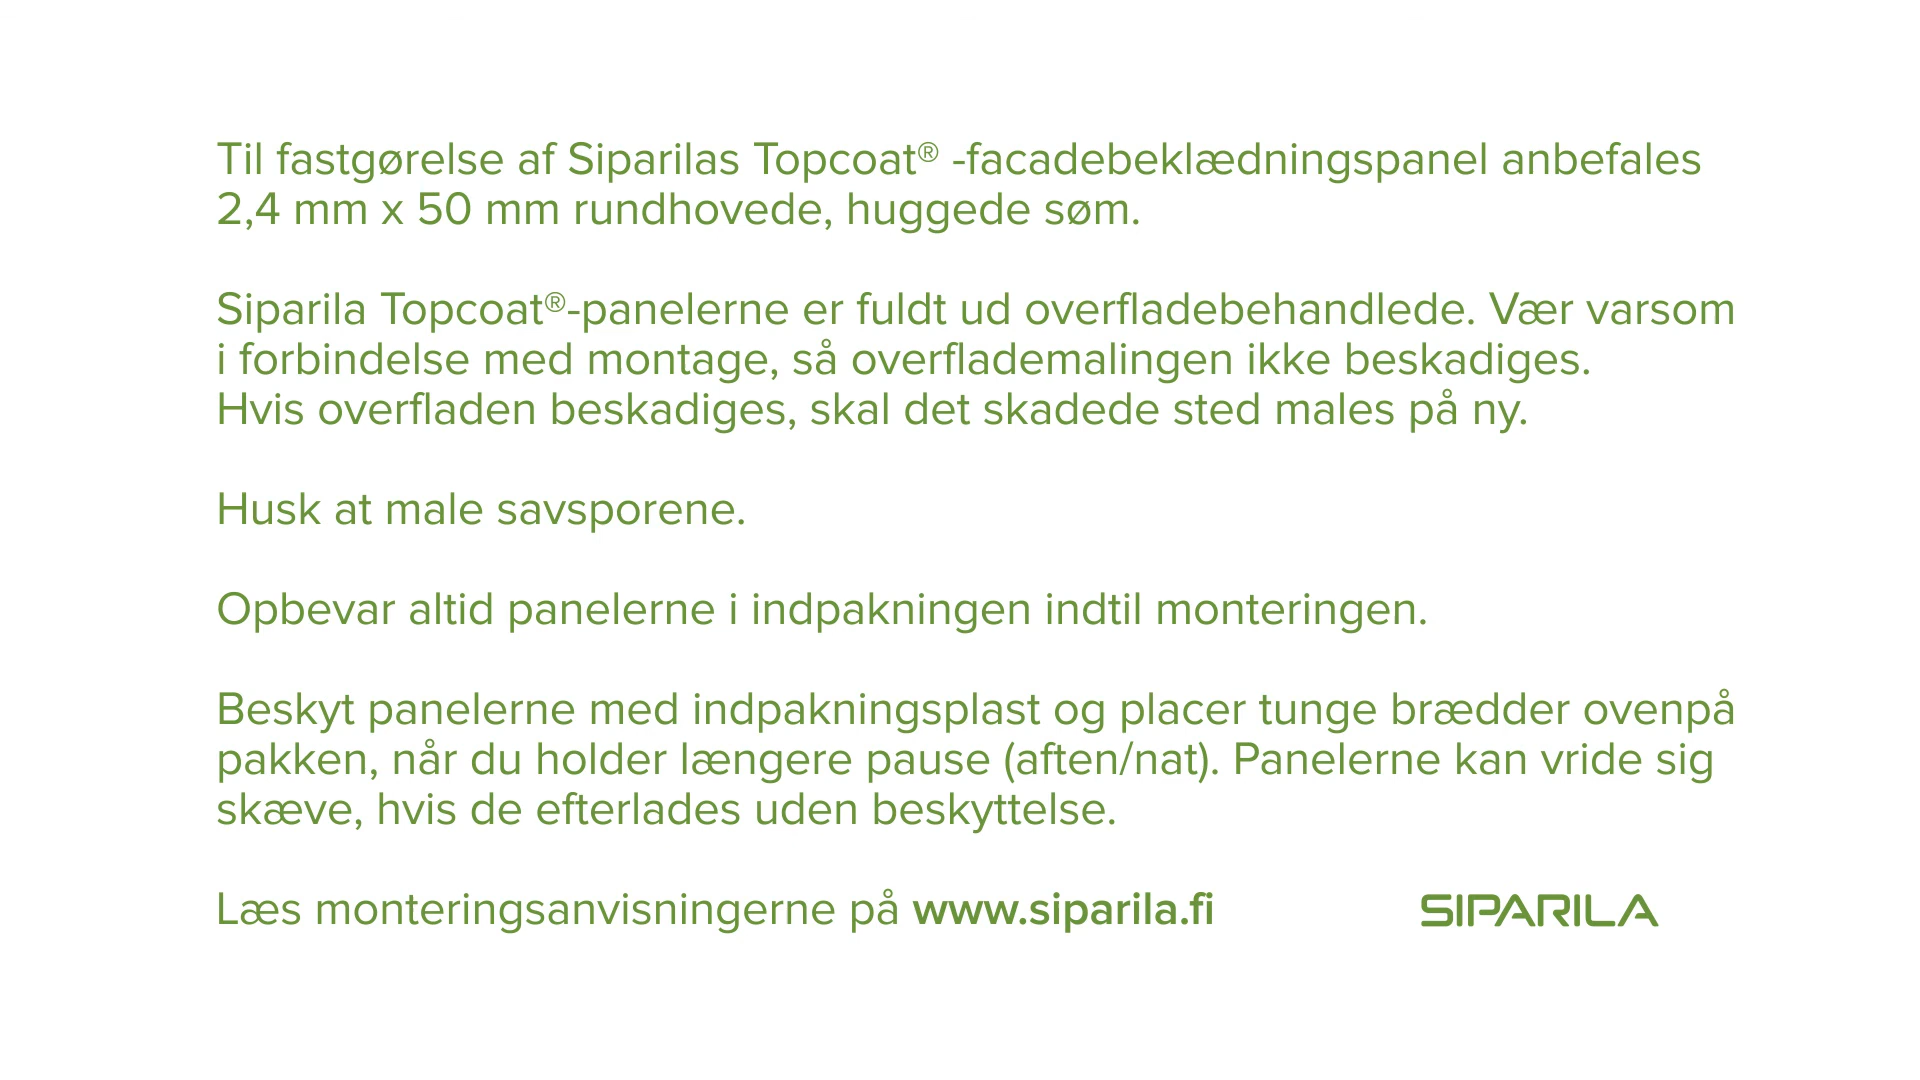 Til fastgørelse af Siparilas Topcoat® -facadebeklædningspanel anbefales
2,4 mm x 50 mm rundhovede, huggede søm.
Siparila Topcoat®-panelerne er fuldt ud overfladebehandlede. Vær varsom
i forbindelse med montage, så overflademalingen ikke beskadiges.
Hvis overfladen beskadiges, skal det skadede sted males på ny.
Husk at male savsporene.
Opbevar altid panelerne i indpakningen indtil monteringen.
Beskyt panelerne med indpakningsplast og placer tunge brædder ovenpå
pakken, når du holder længere pause (aften/nat). Panelerne kan vride sig
skæve, hvis de efterlades uden beskyttelse.
Læs monteringsanvisningerne på www.siparila.fi
SIPARILA